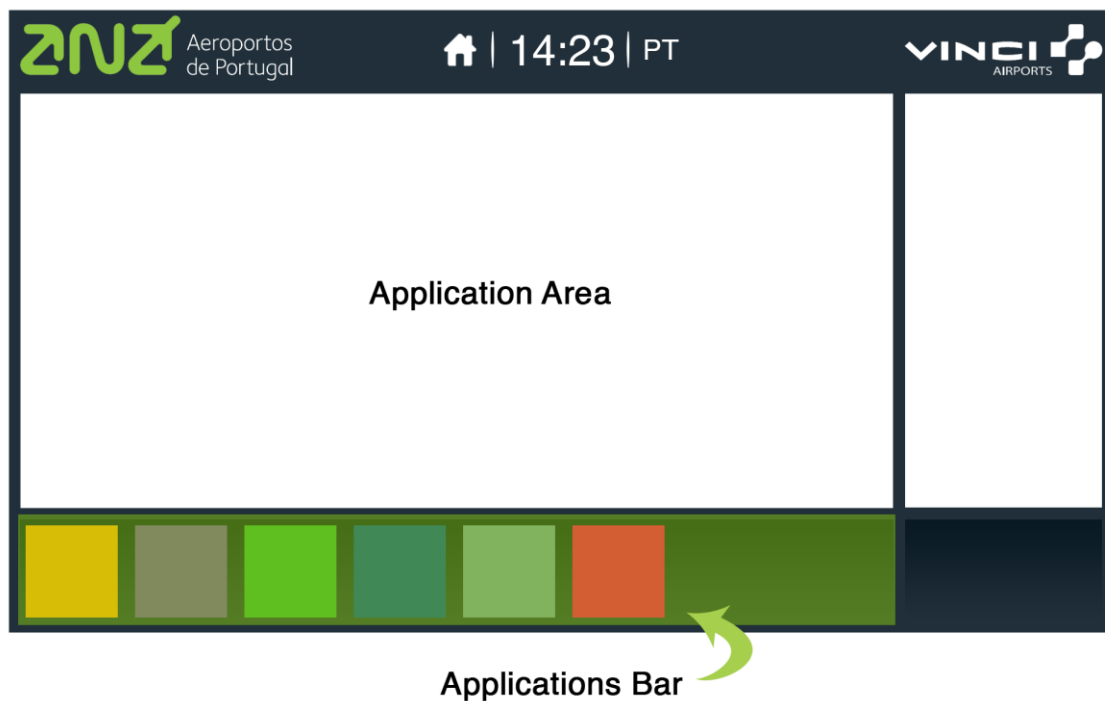 ana Aeroportos
de Portugal
14:23 PT
VINCI
AIRPORTS
Application Area
Applications Bar